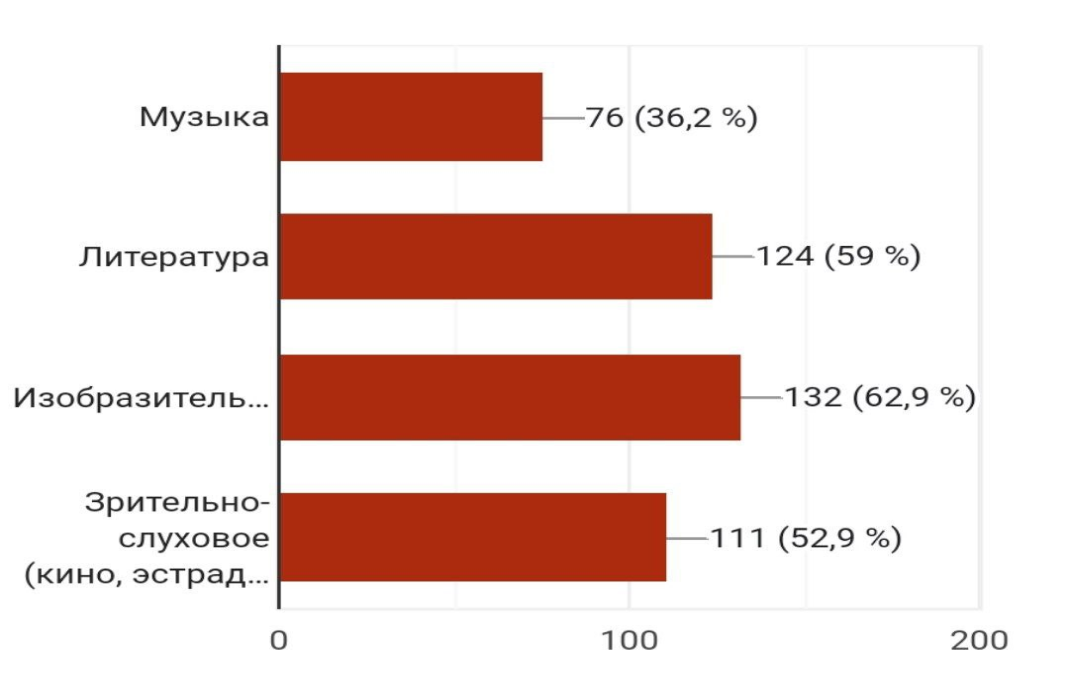 Музыка
76 (36,2 %)
Литература
124 (59 %)
Изобразитель...
132 (62,9 %)
Зрительно-
слуховое
(кино, эстрад...
111 (52,9 %)
0
100
200